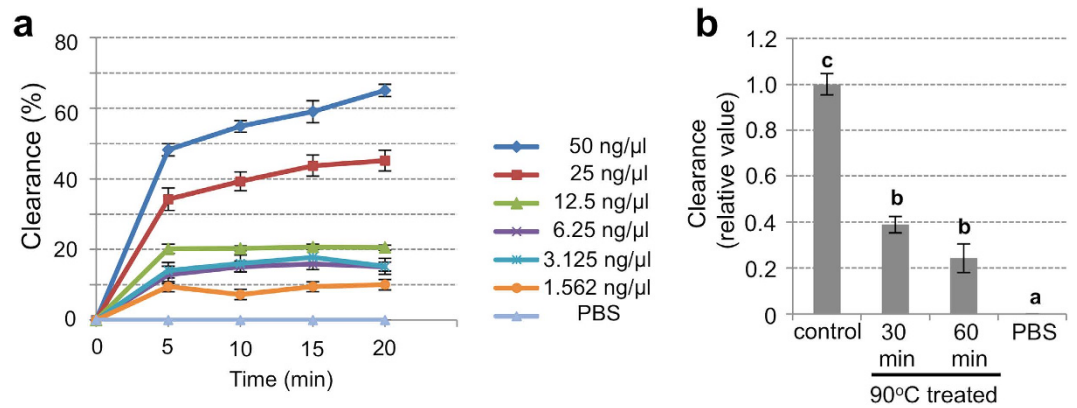 a
80
60
40
20
0
Clearance (%)
0 5 10 15 20
Time (min)
50 ng/µl
25 ng/µl
12.5 ng/µl
6.25 ng/µl
3.125 ng/µl
1.562 ng/µl
PBS
b
1.2
1.0
0.8
0.6
0.4
0.2
0
Clearance
(relative value)
c
b
b
a
control 30 60 PBS
min min
90°C treated